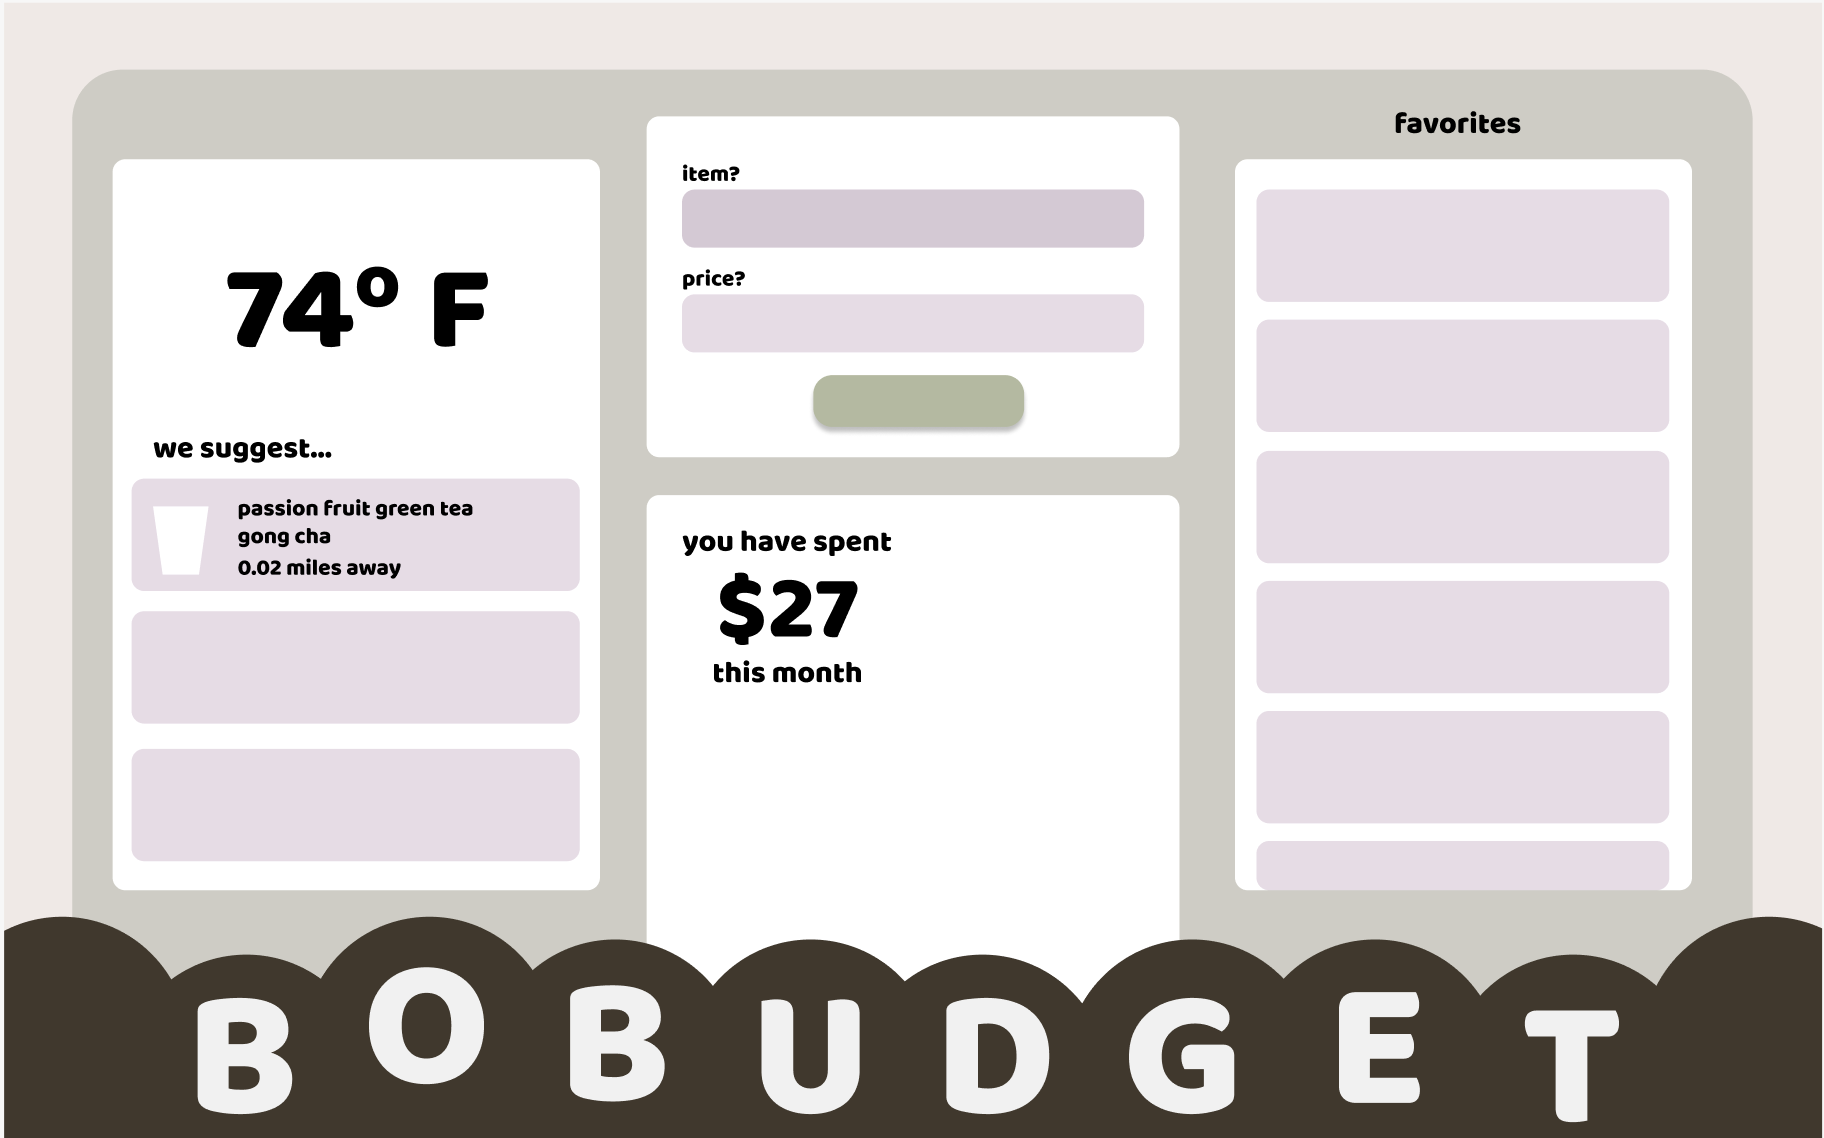 74° F
we suggest...
passion fruit green tea
gong cha
0.02 miles away
item?
price?
you have spent
$27
this month
favorites
BOBUDGET